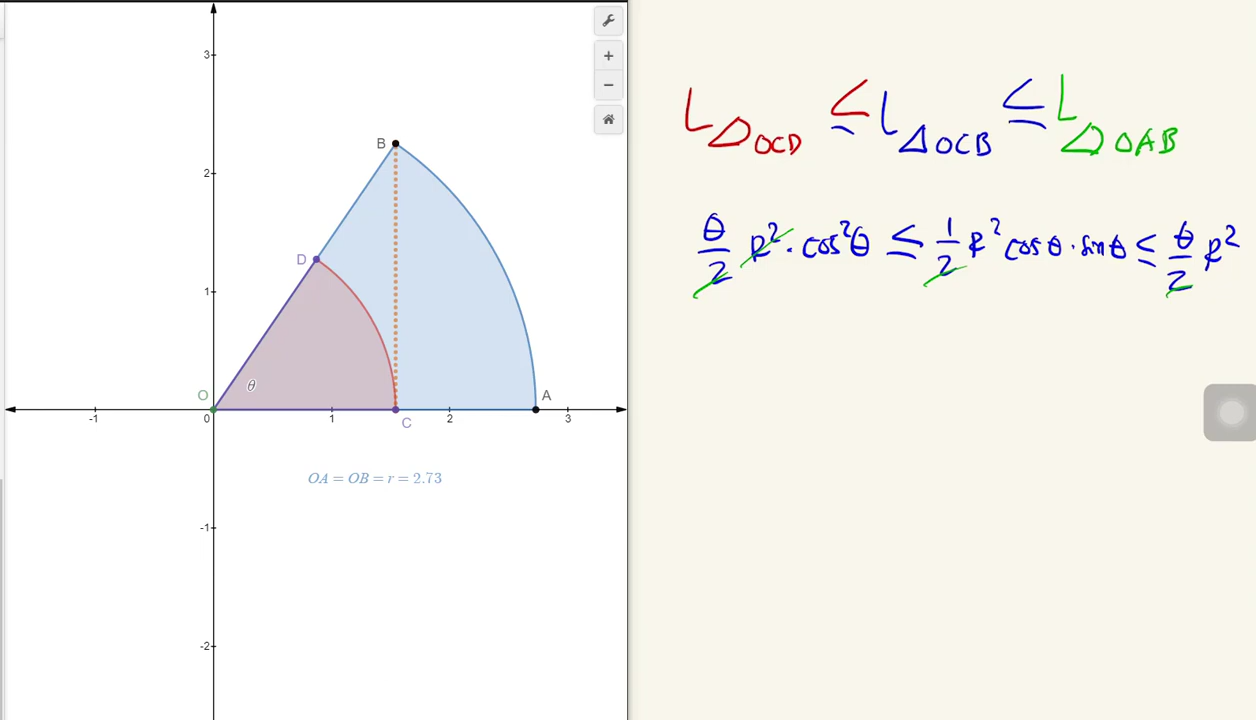 3
2
1
0
-1
1
2
3
-1
-2
B
D
θ
O
C
A
OA = OB = r = 2.73
L△OCD ≤ L△OCB ≤ L△OAB
θ/2 R² · cos²θ ≤ 1/2 R² cosθ · sinθ ≤ θ/2 R²